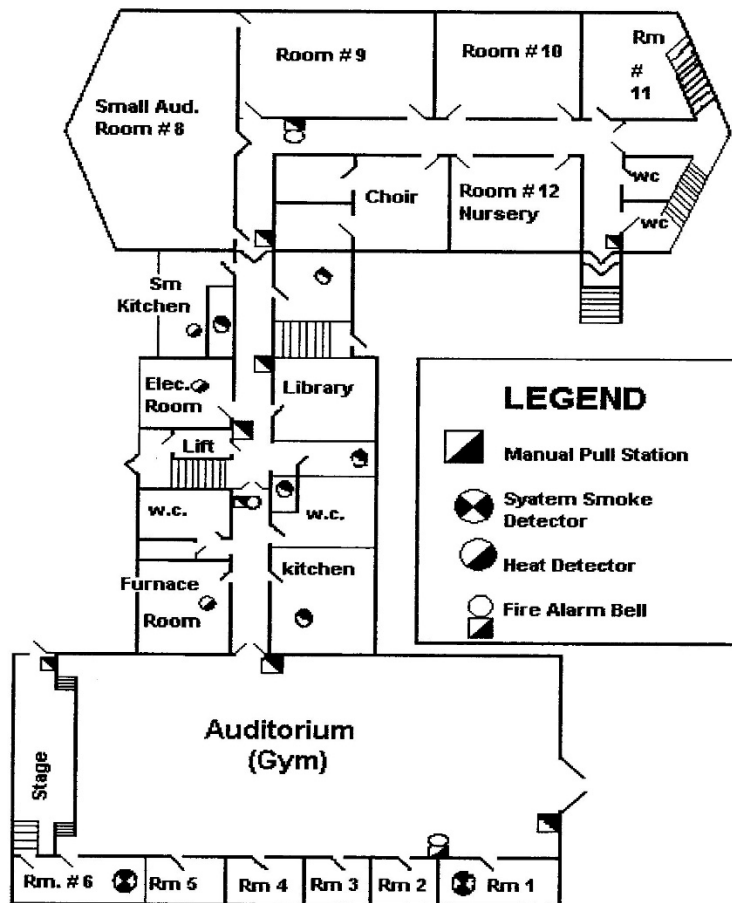 Room # 9
Room # 10
Rm
#
11
Small Aud.
Room # 8
Choir
Room # 12
Nursery
wc
wc
Sm
Kitchen
Elec.
Room
Library
Lift
w.c.
w.c.
Furnace
Room
kitchen
LEGEND
Manual Pull Station
Syatem Smoke
Detector
Heat Detector
Fire Alarm Bell
Auditorium
(Gym)
Stage
Rm. # 6
Rm 5
Rm 4
Rm 3
Rm 2
Rm 1